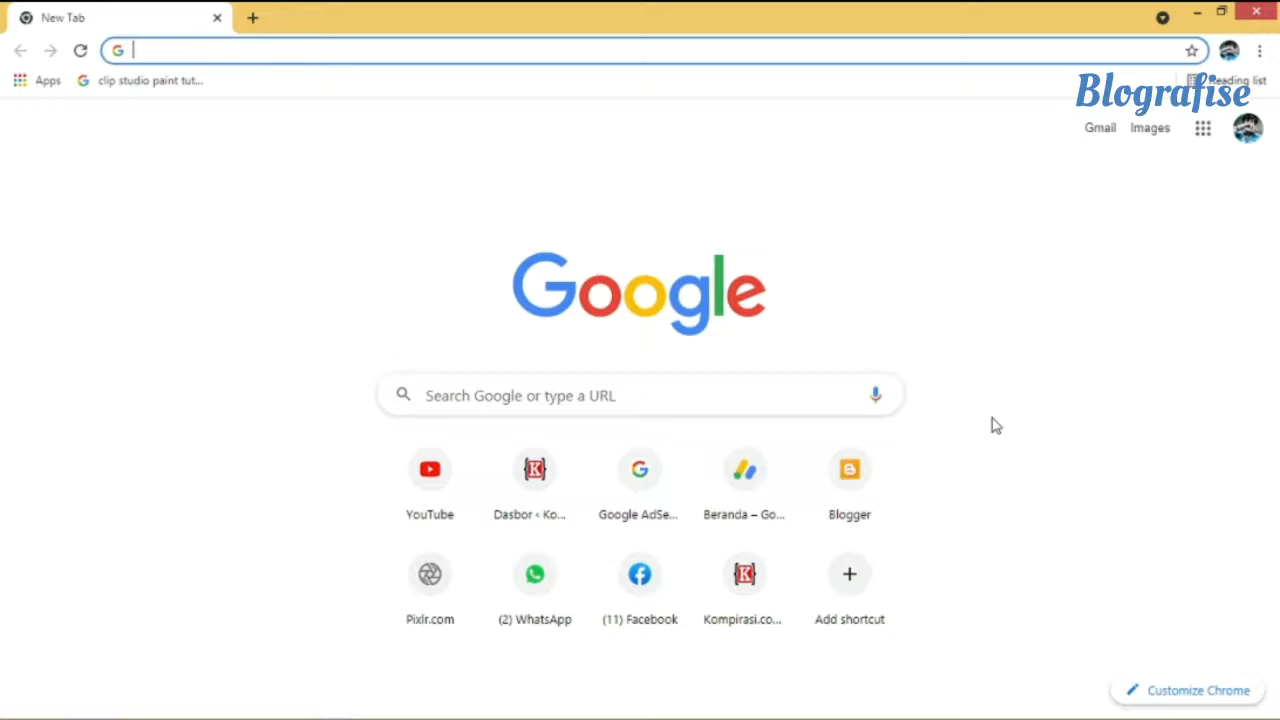 New Tab
Apps
clip studio paint tut...
Reading list
Blografise
Gmail
Images
Google
Search Google or type a URL
YouTube
Dasbor < Ko...
Google AdSe...
Beranda – Go...
Blogger
Pixlr.com
(2) WhatsApp
(11) Facebook
Kompirasi.co...
Add shortcut
Customize Chrome